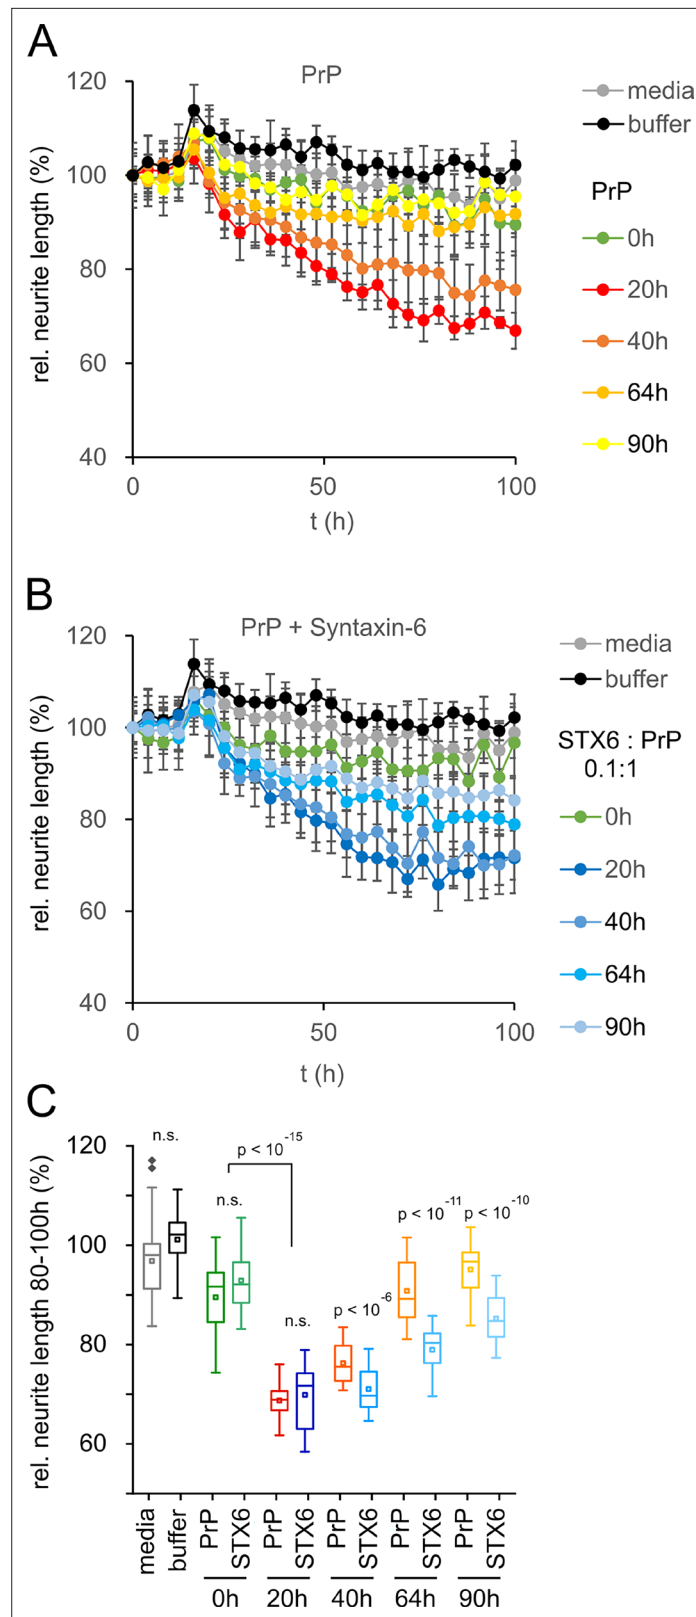 A
PrP
rel. neurite length (%)
120
100
80
60
40
0
50
100
t (h)
media
buffer
PrP
0h
20h
40h
64h
90h
B
PrP + Syntaxin-6
rel. neurite length (%)
120
100
80
60
40
0
50
100
t (h)
media
buffer
STX6 : PrP
0.1:1
0h
20h
40h
64h
90h
C
rel. neurite length 80-100h (%)
120
100
80
60
n.s.
p < 10^-15
n.s.
n.s.
p < 10^-6
p < 10^-11
p < 10^-10
media
buffer
PrP
STX6
PrP
STX6
PrP
STX6
PrP
STX6
PrP
STX6
0h
20h
40h
64h
90h